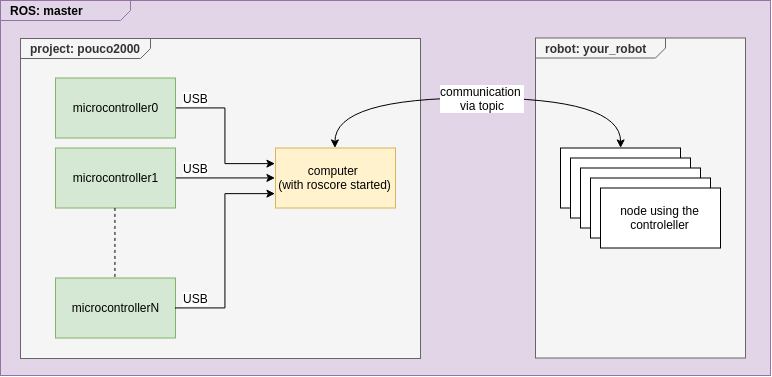 ROS: master
project: pouco2000
robot: your_robot
microcontroller0
USB
microcontroller1
USB
microcontrollerN
USB
computer
(with roscore started)
communication
via topic
node using the
controleller